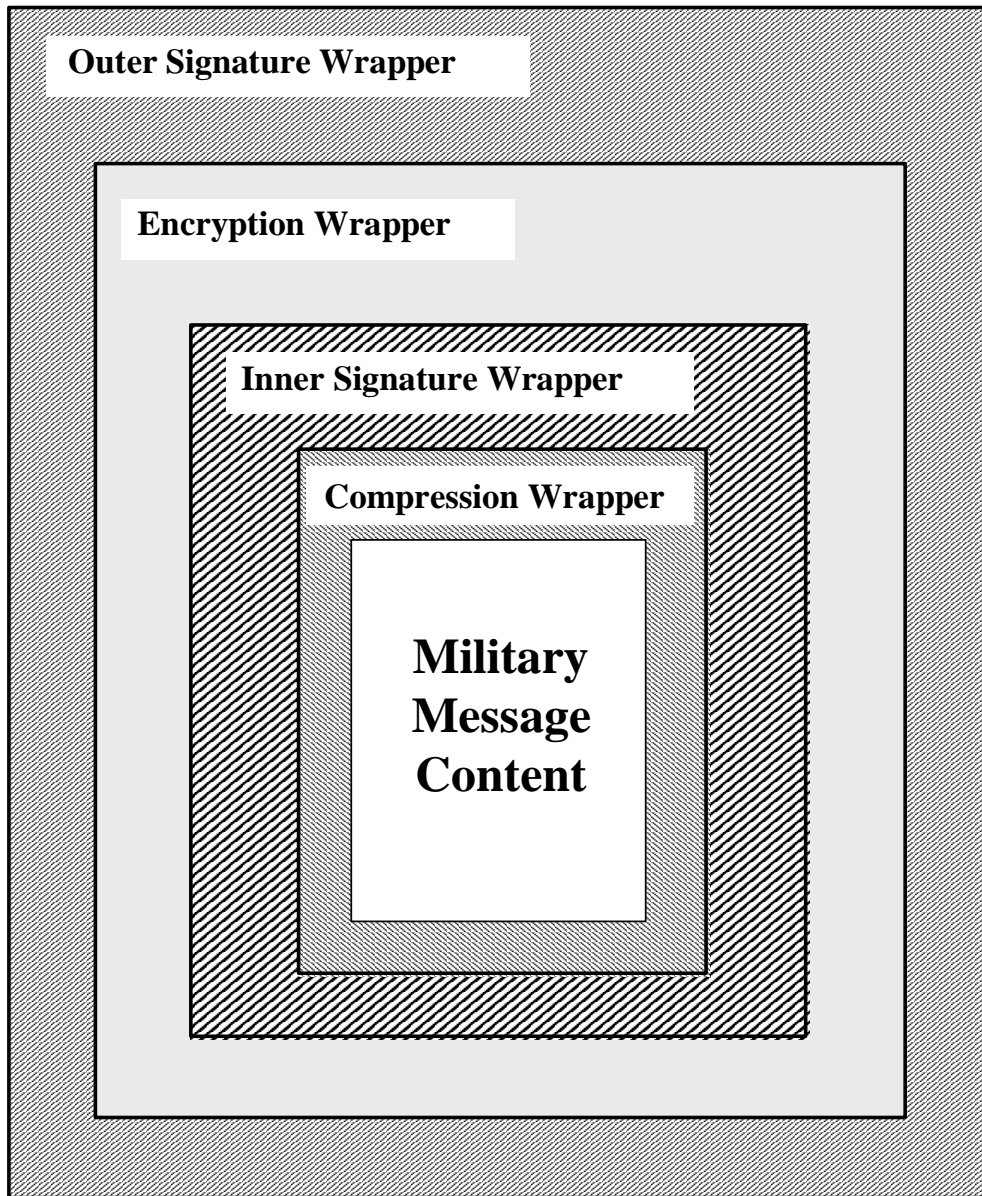 Outer Signature Wrapper
Encryption Wrapper
Inner Signature Wrapper
Compression Wrapper
Military
Message
Content